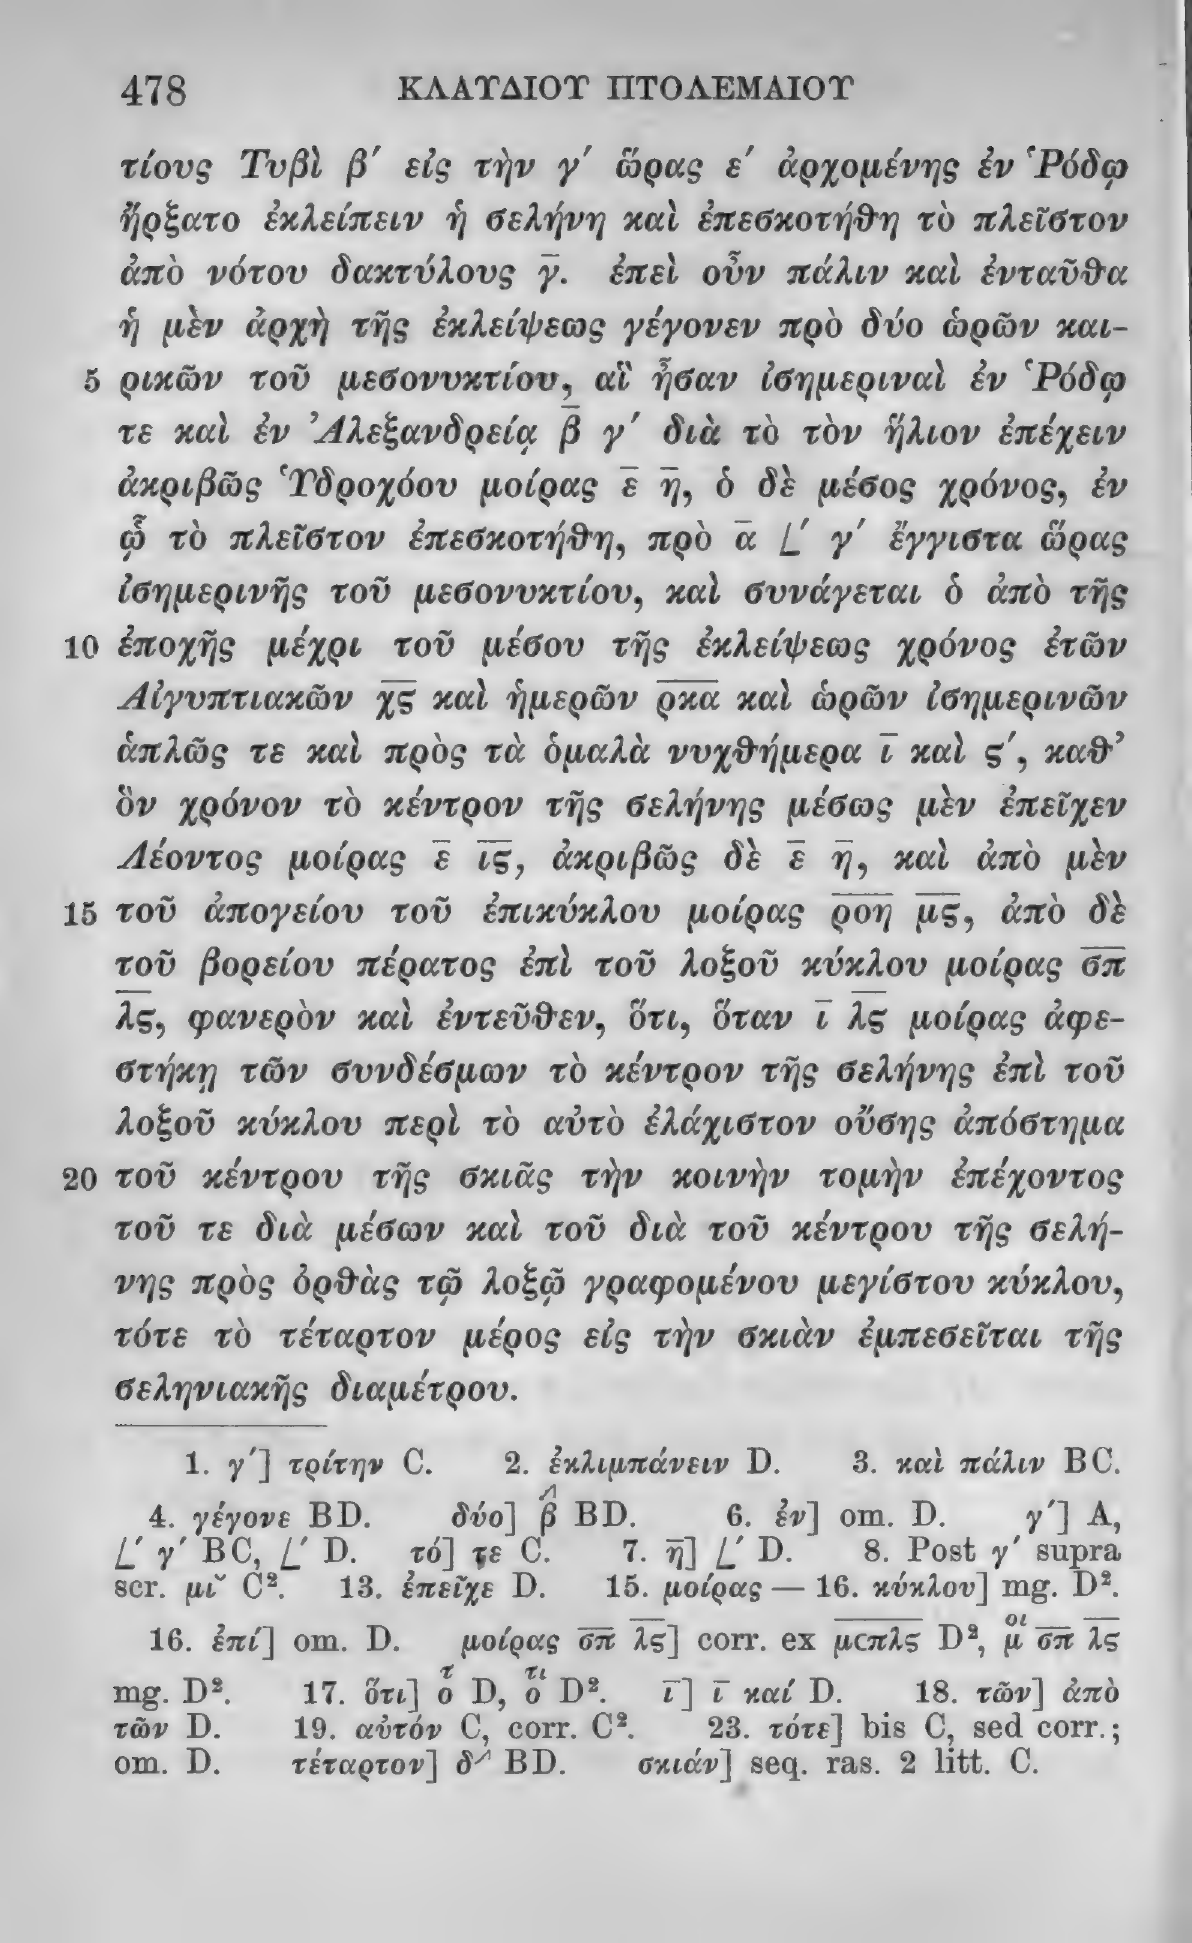 478 ΚΛΑΥΔΙΟΥ ΠΤΟΛΕΜΑΙΟΥ
τίους Τυβὶ β′ εἰς τὴν γ′ ὥρας ε′ ἀρχομένης ἐν Ῥόδῳ
ἤρξατο ἐκλείπειν ἡ σελήνη καὶ ἐπεσκοτήθη τὸ πλεῖστον
ἀπὸ νότου δακτύλους γ̅. ἐπεὶ οὖν πάλιν καὶ ἐνταῦθα
ἡ μὲν ἀρχὴ τῆς ἐκλείψεως γέγονεν πρὸ δύο ὡρῶν και-
5 ρικῶν τοῦ μεσονυκτίου, αἳ ἦσαν ἰσημεριναὶ ἐν Ῥόδῳ
τε καὶ ἐν Ἀλεξανδρείᾳ β̅ γ′ διὰ τὸ τὸν ἥλιον ἐπέχειν
ἀκριβῶς Ὑδροχόου μοίρας ε̅ η̅, ὁ δὲ μέσος χρόνος, ἐν
ᾧ τὸ πλεῖστον ἐπεσκοτήθη, πρὸ α̅ 𐅵′ γ′ ἔγγιστα ὥρας
ἰσημερινῆς τοῦ μεσονυκτίου, καὶ συνάγεται ὁ ἀπὸ τῆς
10 ἐποχῆς μέχρι τοῦ μέσου τῆς ἐκλείψεως χρόνος ἐτῶν
Αἰγυπτιακῶν χ̅ς̅ καὶ ἡμερῶν ρ̅κ̅α̅ καὶ ὡρῶν ἰσημερινῶν
ἁπλῶς τε καὶ πρὸς τὰ ὁμαλὰ νυχθήμερα ι̅ καὶ ς′, καθ’
ὃν χρόνον τὸ κέντρον τῆς σελήνης μέσως μὲν ἐπεῖχεν
Λέοντος μοίρας ε̅ ι̅ς̅, ἀκριβῶς δὲ ε̅ η̅, καὶ ἀπὸ μὲν
15 τοῦ ἀπογείου τοῦ ἐπικύκλου μοίρας ρ̅ο̅η̅ μ̅ς̅, ἀπὸ δὲ
τοῦ βορείου πέρατος ἐπὶ τοῦ λοξοῦ κύκλου μοίρας σ̅π̅
λ̅ς̅, φανερὸν καὶ ἐντεῦθεν, ὅτι, ὅταν ι̅ λ̅ς̅ μοίρας ἀφε-
στήκῃ τῶν συνδέσμων τὸ κέντρον τῆς σελήνης ἐπὶ τοῦ
λοξοῦ κύκλου περὶ τὸ αὐτὸ ἐλάχιστον οὔσης ἀπόστημα
20 τοῦ κέντρου τῆς σκιᾶς τὴν κοινὴν τομὴν ἐπέχοντος
τοῦ τε διὰ μέσων καὶ τοῦ διὰ τοῦ κέντρου τῆς σελή-
νης πρὸς ὀρθὰς τῷ λοξῷ γραφομένου μεγίστου κύκλου,
τότε τὸ τέταρτον μέρος εἰς τὴν σκιὰν ἐμπεσεῖται τῆς
σεληνιακῆς διαμέτρου.
1. γ′] τρίτην C. 2. ἐκλιμπάνειν D. 3. καὶ πάλιν BC.
4. γέγονε BD. δύο] β BD. 6. ἐν] om. D. γ′] A,
𐅵′ γ′ BC, 𐅵′ D. τό] τε C. 7. η̅] 𐅵′ D. 8. Post γ′ supra
scr. μι˘ C². 13. ἐπεῖχε D. 15. μοίρας — 16. κύκλου] mg. D².
16. ἐπί] om. D. μοίρας σ̅π̅ λ̅ς̅] corr. ex μ̅ς̅π̅λ̅ς̅ D², μ^οι σ̅π̅ λ̅ς̅
mg. D². 17. ὅτι] ὁ^τ D, ὁ^τι D². ι̅] ι̅ καί D. 18. τῶν] ἀπὸ
τῶν D. 19. αὐτόν C, corr. C². 23. τότε] bis C, sed corr.;
om. D. τέταρτον] δ′ BD. σκιάν] seq. ras. 2 litt. C.